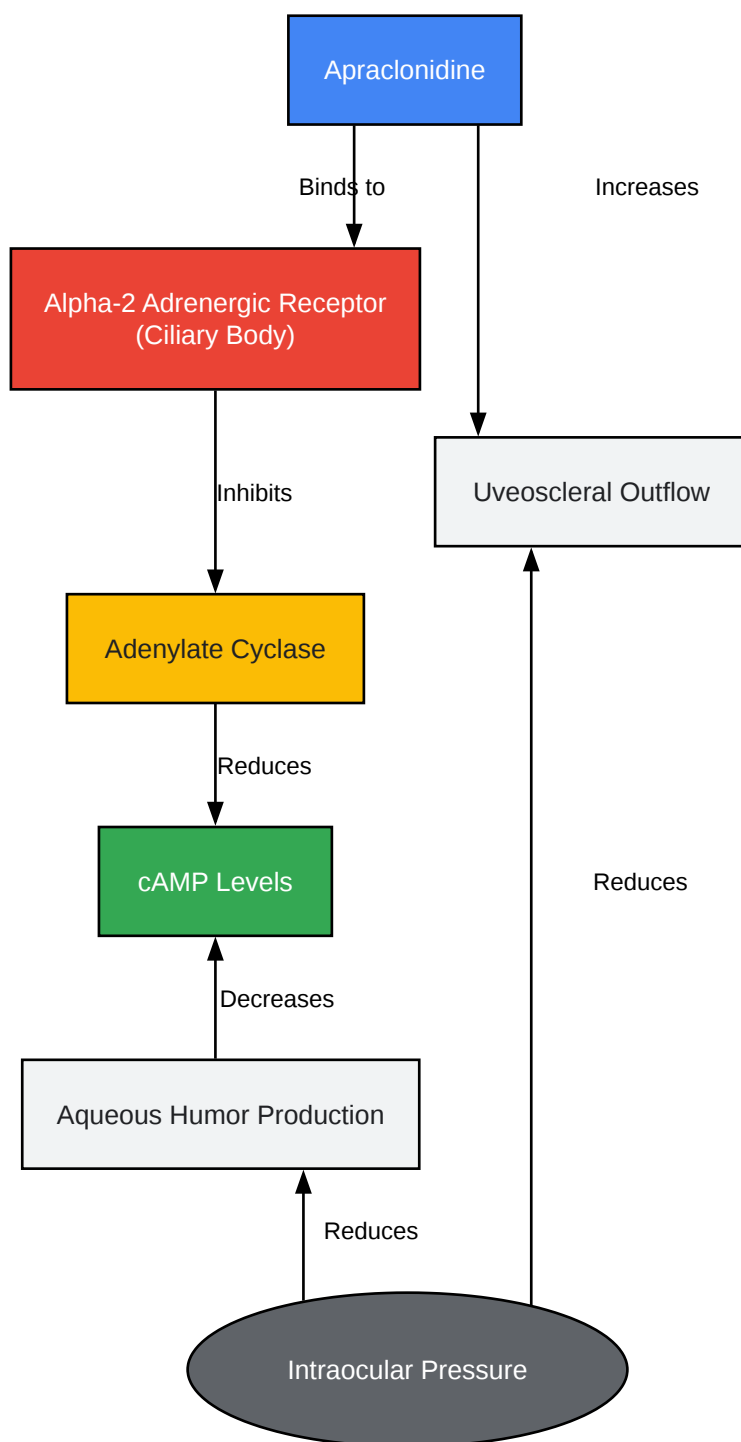 Apraclonidine
Binds to
Increases
Alpha-2 Adrenergic Receptor
(Ciliary Body)
Uveoscleral Outflow
Inhibits
Adenylate Cyclase
Reduces
cAMP Levels
Reduces
Decreases
Aqueous Humor Production
Reduces
Intraocular Pressure